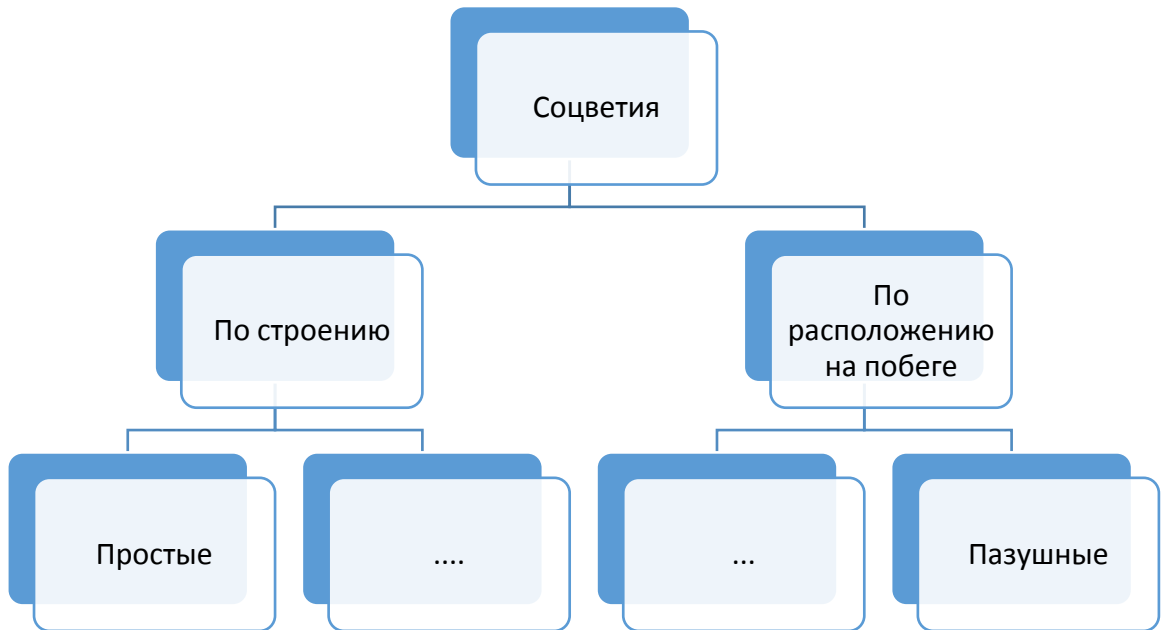 Соцветия
По строению
По
расположению
на побеге
Простые
....
...
Пазушные